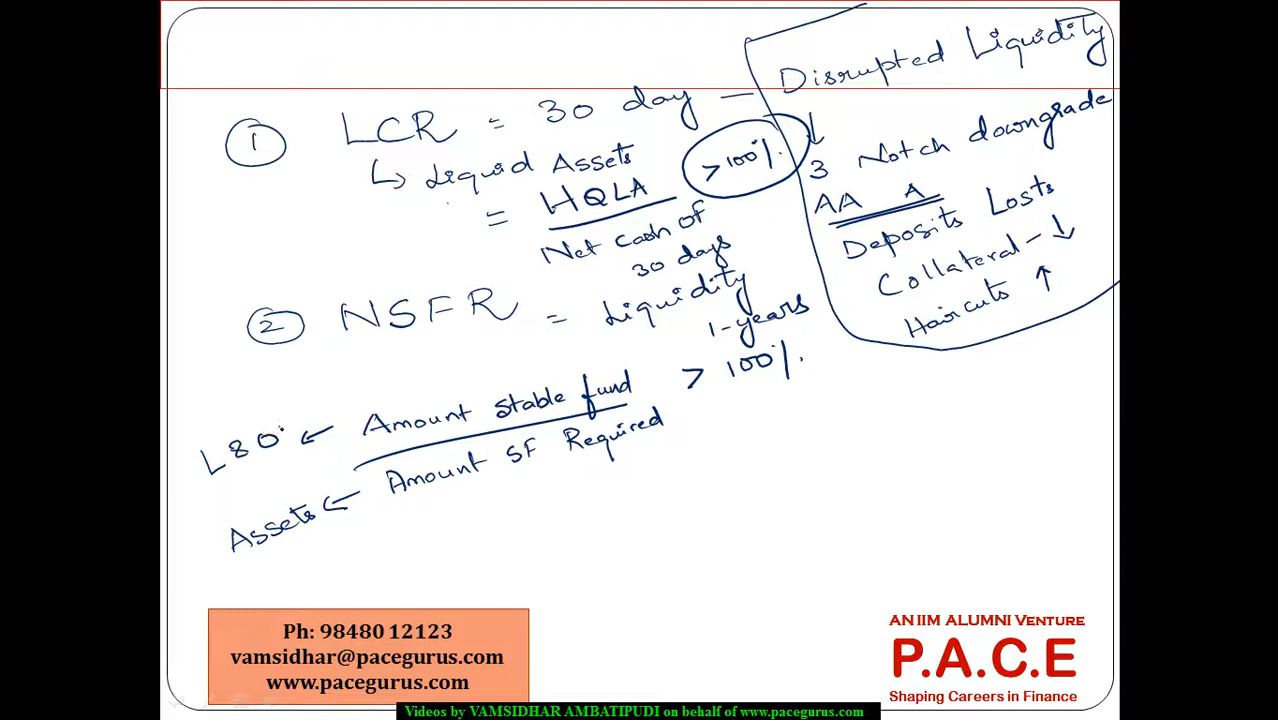 ① LCR = 30 day — Disrupted Liquidity
↓
3 Notch downgrade
AA A
Deposits Losts
Collateral - ↓
Haircuts ↑
↳ Liquid Assets
= HQLA > 100%.
Net cash of
30 days
② NSFR = Liquidity
1-years
Amount Stable fund > 100%.
L80 ←
Amount SF Required
Assets ←
Ph: 98480 12123
vamsidhar@pacegurus.com
www.pacegurus.com
AN IIM ALUMNI VENTURE
P.A.C.E
Shaping Careers in Finance
Videos by VAMSIDHAR AMBATIPUDI on behalf of www.pacegurus.com